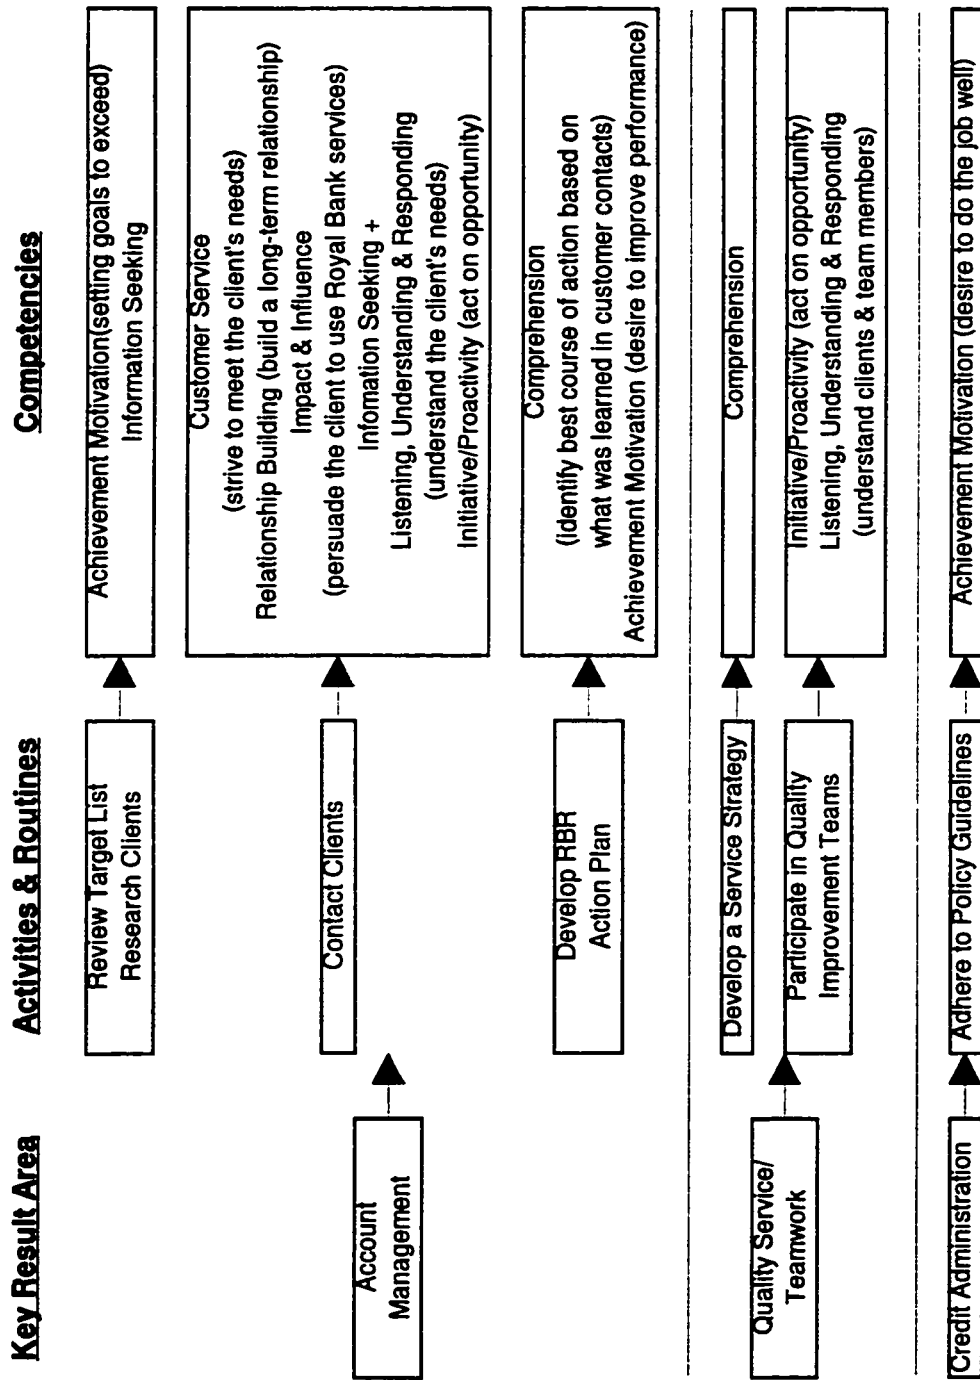 Key Result Area
Activities & Routines
Competencies
Account
Management
Review Target List
Research Clients
Achievement Motivation(setting goals to exceed)
Information Seeking
Contact Clients
Customer Service
(strive to meet the client's needs)
Relationship Building (build a long-term relationship)
Impact & Influence
(persuade the client to use Royal Bank services)
Infomation Seeking +
Listening, Understanding & Responding
(understand the client's needs)
Initiative/Proactivity (act on opportunity)
Develop RBR
Action Plan
Comprehension
(identify best course of action based on
what was learned in customer contacts)
Achievement Motivation (desire to improve performance)
Quality Service/
Teamwork
Develop a Service Strategy
Comprehension
Participate in Quality
Improvement Teams
Initiative/Proactivity (act on opportunity)
Listening, Understanding & Responding
(understand clients & team members)
Credit Administration
Adhere to Policy Guidelines
Achievement Motivation (desire to do the job well)